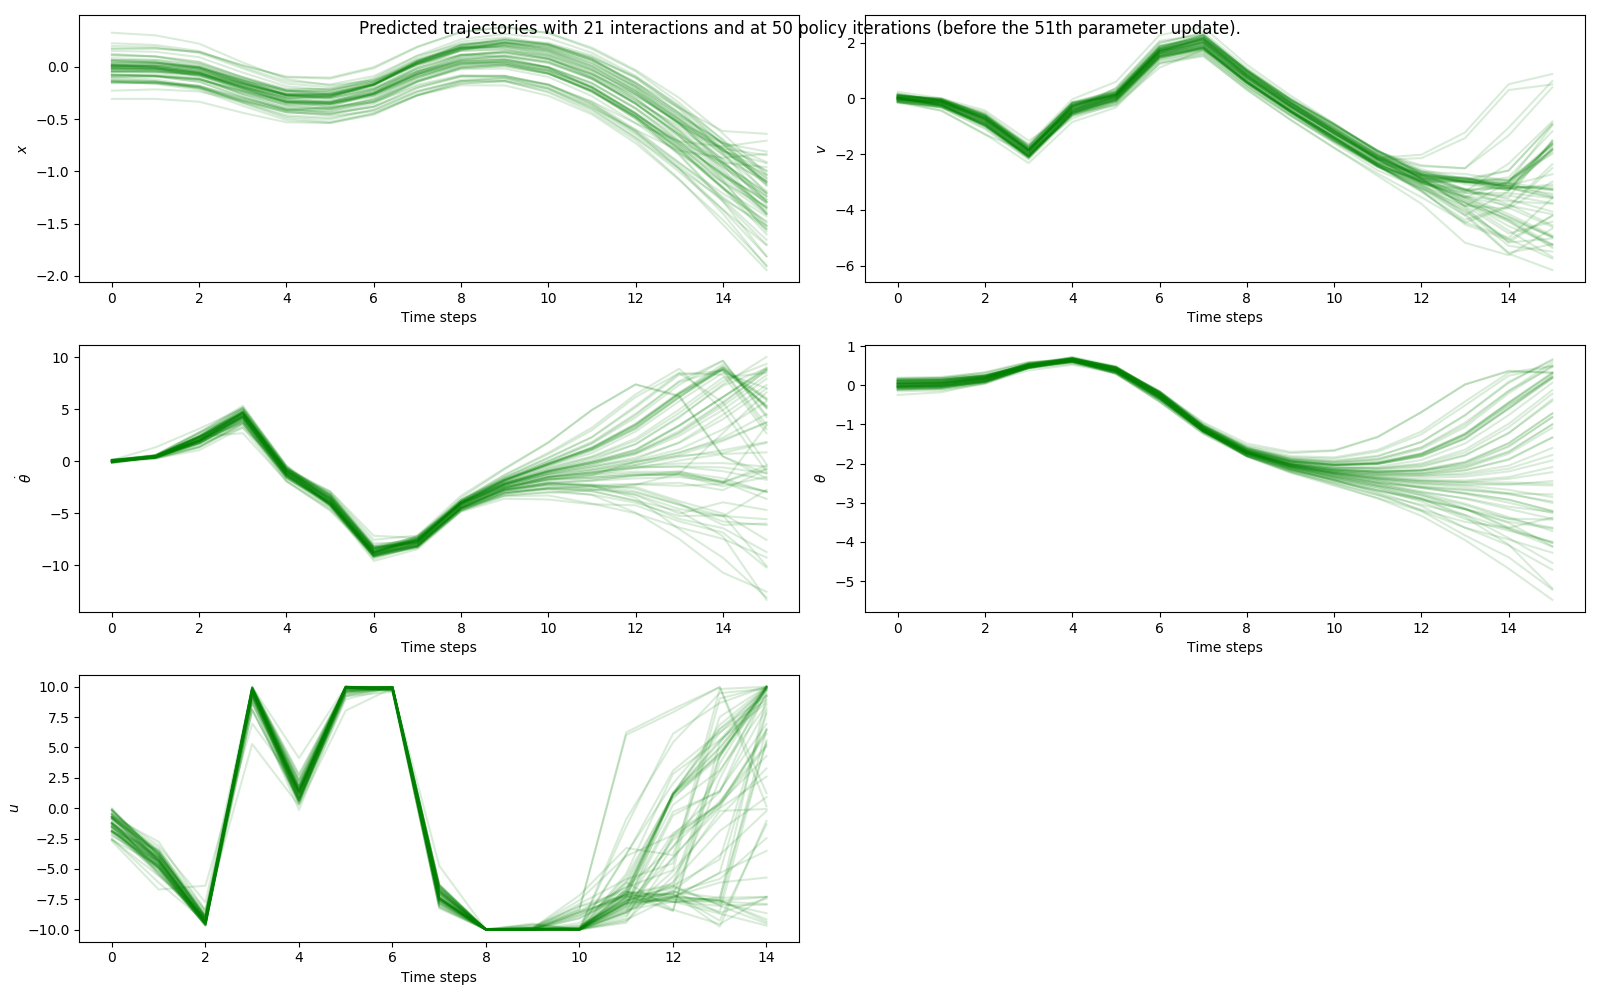 Predicted trajectories with 21 interactions and at 50 policy iterations (before the 51th parameter update).
0.0
−0.5
−1.0
−1.5
−2.0
x
0 2 4 6 8 10 12 14
Time steps
2
0
−2
−4
−6
v
0 2 4 6 8 10 12 14
Time steps
10
5
0
−5
−10
θ̇
0 2 4 6 8 10 12 14
Time steps
1
0
−1
−2
−3
−4
−5
θ
0 2 4 6 8 10 12 14
Time steps
10.0
7.5
5.0
2.5
0.0
−2.5
−5.0
−7.5
−10.0
u
0 2 4 6 8 10 12 14
Time steps